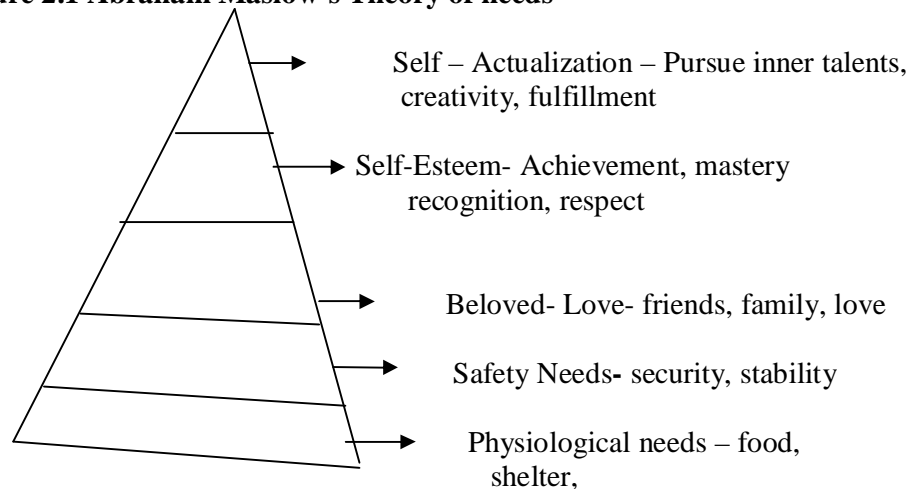 2.1 Abraham Maslow's Theory of needs
Self – Actualization – Pursue inner talents,
creativity, fulfillment
Self-Esteem- Achievement, mastery
recognition, respect
Beloved- Love- friends, family, love
Safety Needs- security, stability
Physiological needs – food,
shelter,